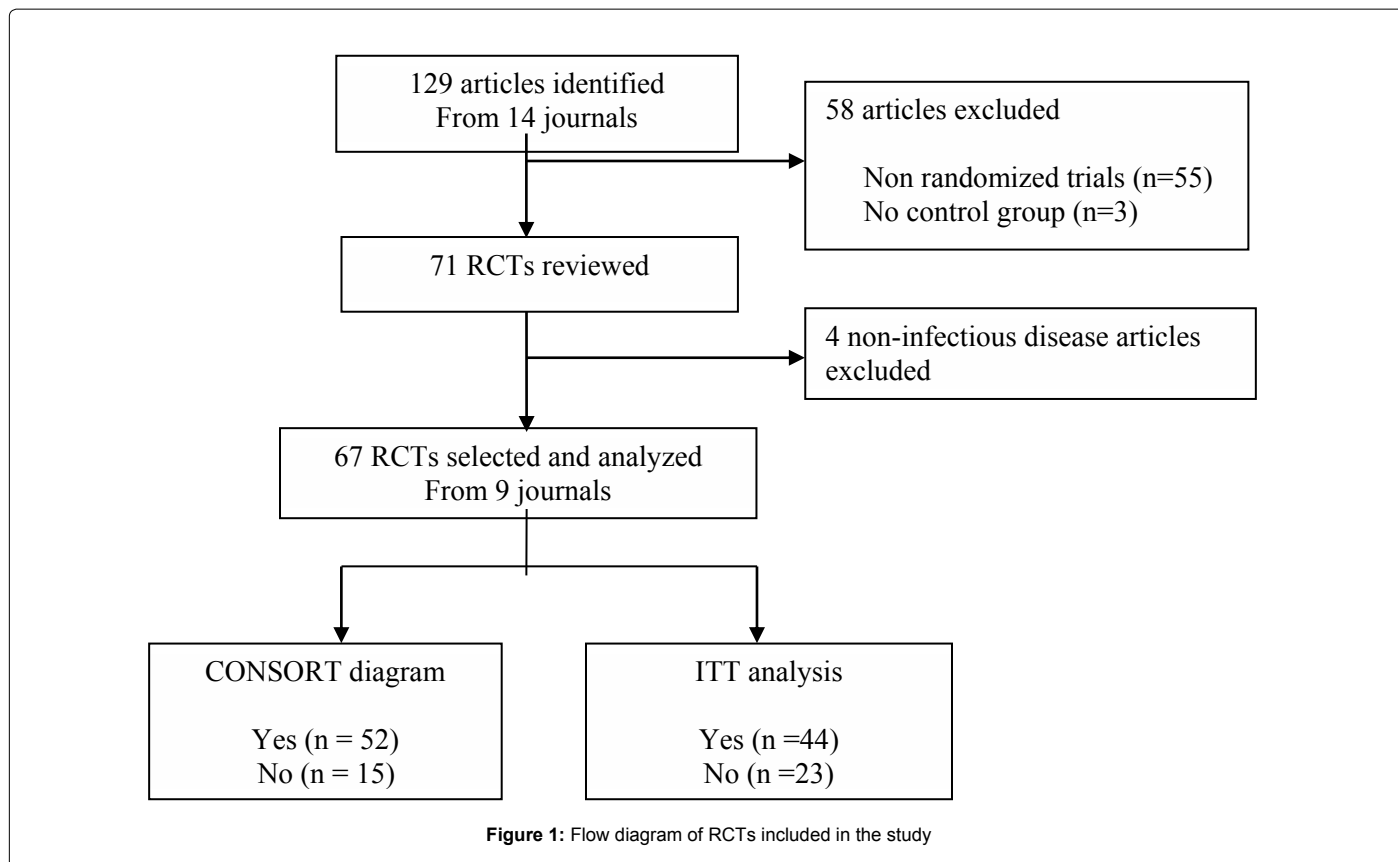 129 articles identified
From 14 journals
58 articles excluded
Non randomized trials (n=55)
No control group (n=3)
71 RCTs reviewed
4 non-infectious disease articles
excluded
67 RCTs selected and analyzed
From 9 journals
CONSORT diagram
Yes (n = 52)
No (n = 15)
ITT analysis
Yes (n =44)
No (n =23)
Figure 1: Flow diagram of RCTs included in the study